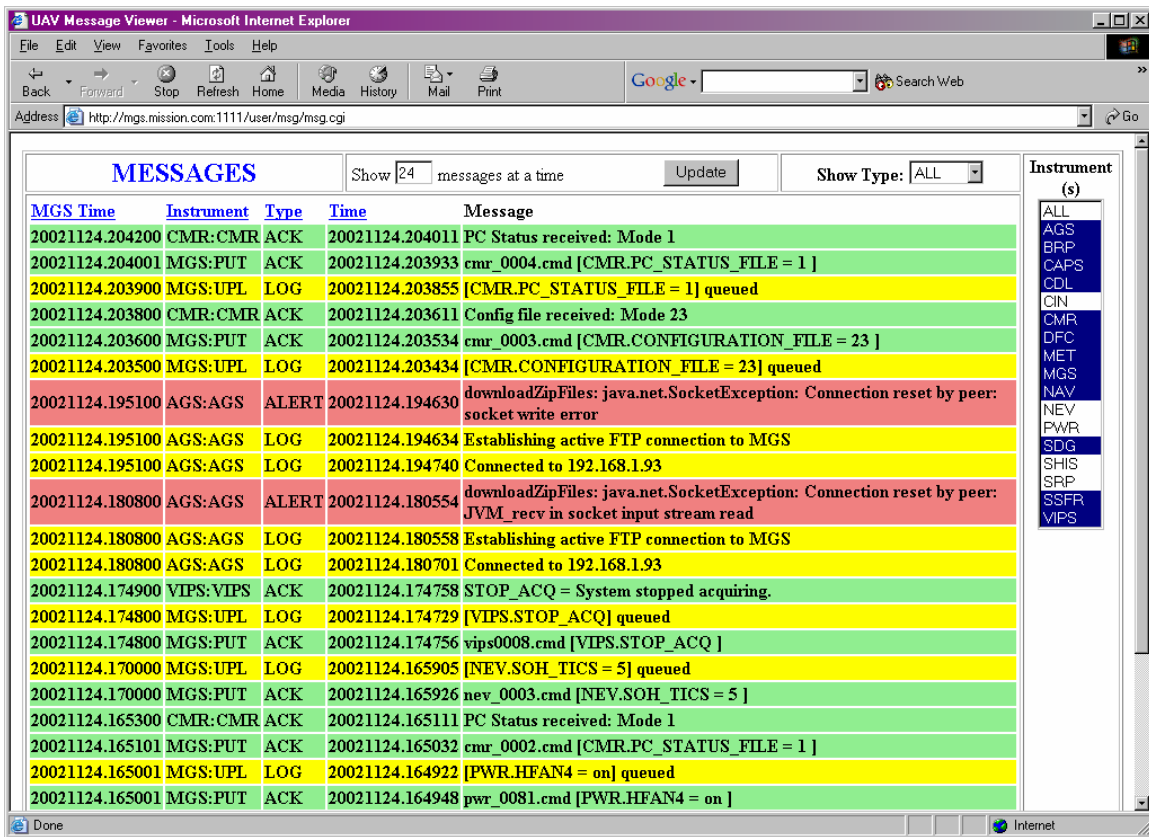 UAV Message Viewer - Microsoft Internet Explorer
File Edit View Favorites Tools Help
Back Forward Stop Refresh Home Media History Mail Print Google Search Web »
Address http://mgs.mission.com:1111/user/msg/msg.cgi Go
MESSAGES Show 24 messages at a time Update Show Type: ALL
MGS Time Instrument Type Time Message
20021124.204200 CMR:CMR ACK 20021124.204011 PC Status received: Mode 1
20021124.204001 MGS:PUT ACK 20021124.203933 cmr_0004.cmd [CMR.PC_STATUS_FILE = 1 ]
20021124.203900 MGS:UPL LOG 20021124.203855 [CMR.PC_STATUS_FILE = 1] queued
20021124.203800 CMR:CMR ACK 20021124.203611 Config file received: Mode 23
20021124.203600 MGS:PUT ACK 20021124.203534 cmr_0003.cmd [CMR.CONFIGURATION_FILE = 23 ]
20021124.203500 MGS:UPL LOG 20021124.203434 [CMR.CONFIGURATION_FILE = 23] queued
20021124.195100 AGS:AGS ALERT 20021124.194630 downloadZipFiles: java.net.SocketException: Connection reset by peer:
socket write error
20021124.195100 AGS:AGS LOG 20021124.194634 Establishing active FTP connection to MGS
20021124.195100 AGS:AGS LOG 20021124.194740 Connected to 192.168.1.93
20021124.180800 AGS:AGS ALERT 20021124.180554 downloadZipFiles: java.net.SocketException: Connection reset by peer:
JVM_recv in socket input stream read
20021124.180800 AGS:AGS LOG 20021124.180558 Establishing active FTP connection to MGS
20021124.180800 AGS:AGS LOG 20021124.180701 Connected to 192.168.1.93
20021124.174900 VIPS:VIPS ACK 20021124.174758 STOP_ACQ = System stopped acquiring.
20021124.174800 MGS:UPL LOG 20021124.174729 [VIPS.STOP_ACQ] queued
20021124.174800 MGS:PUT ACK 20021124.174756 vips0008.cmd [VIPS.STOP_ACQ ]
20021124.170000 MGS:UPL LOG 20021124.165905 [NEV.SOH_TICS = 5] queued
20021124.170000 MGS:PUT ACK 20021124.165926 nev_0003.cmd [NEV.SOH_TICS = 5 ]
20021124.165300 CMR:CMR ACK 20021124.165111 PC Status received: Mode 1
20021124.165101 MGS:PUT ACK 20021124.165032 cmr_0002.cmd [CMR.PC_STATUS_FILE = 1 ]
20021124.165001 MGS:UPL LOG 20021124.164922 [PWR.HFAN4 = on] queued
20021124.165001 MGS:PUT ACK 20021124.164948 pwr_0081.cmd [PWR.HFAN4 = on ]
Instrument
(s)
ALL
AGS
BRP
CAPS
CDL
CIN
CMR
DFC
MET
MGS
NAV
NEV
PWR
SDG
SHIS
SRP
SSFR
VIPS
Done Internet